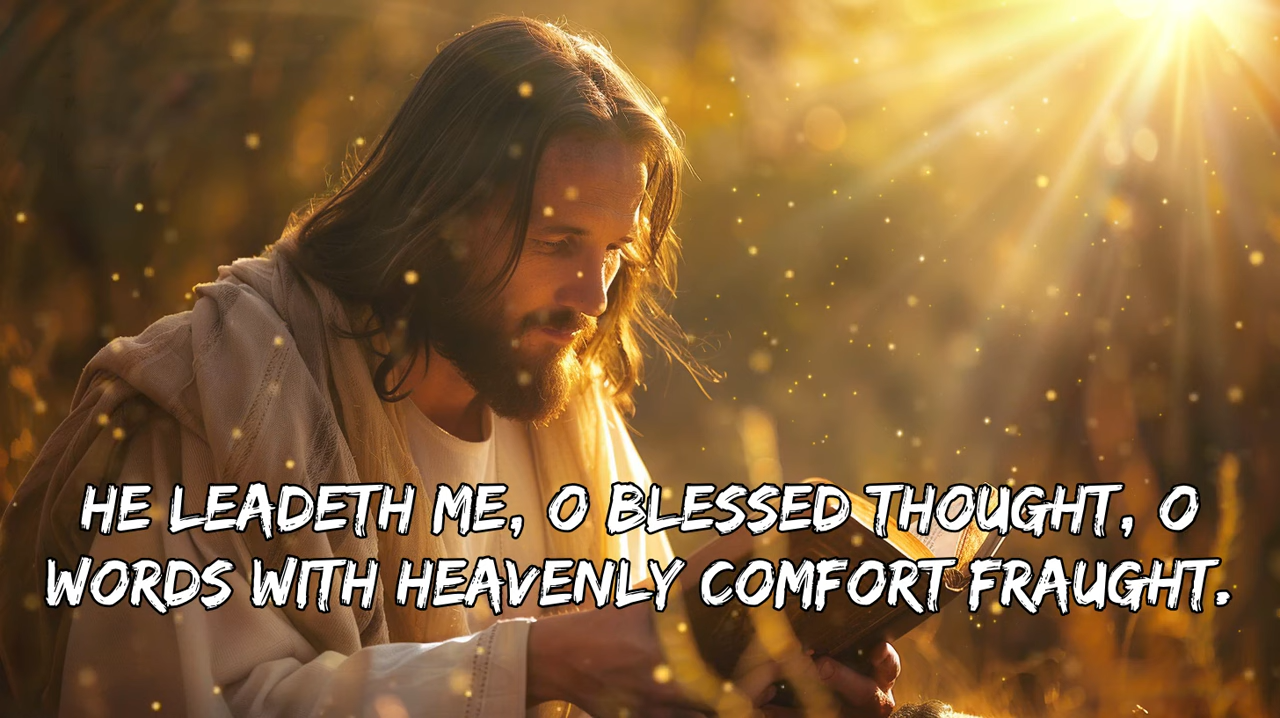 HE LEADETH ME, O BLESSED THOUGHT, O
WORDS WITH HEAVENLY COMFORT FRAUGHT.